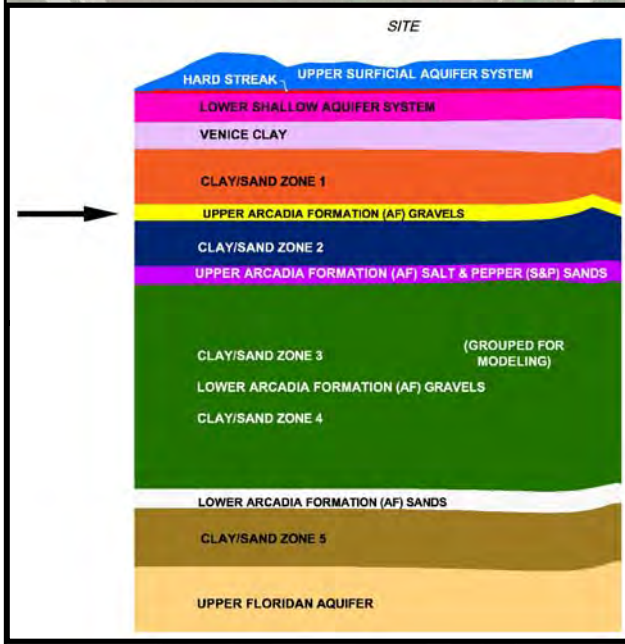 SITE
HARD STREAK
UPPER SURFICIAL AQUIFER SYSTEM
LOWER SHALLOW AQUIFER SYSTEM
VENICE CLAY
CLAY/SAND ZONE 1
UPPER ARCADIA FORMATION (AF) GRAVELS
CLAY/SAND ZONE 2
UPPER ARCADIA FORMATION (AF) SALT & PEPPER (S&P) SANDS
CLAY/SAND ZONE 3
(GROUPED FOR
MODELING)
LOWER ARCADIA FORMATION (AF) GRAVELS
CLAY/SAND ZONE 4
LOWER ARCADIA FORMATION (AF) SANDS
CLAY/SAND ZONE 5
UPPER FLORIDAN AQUIFER